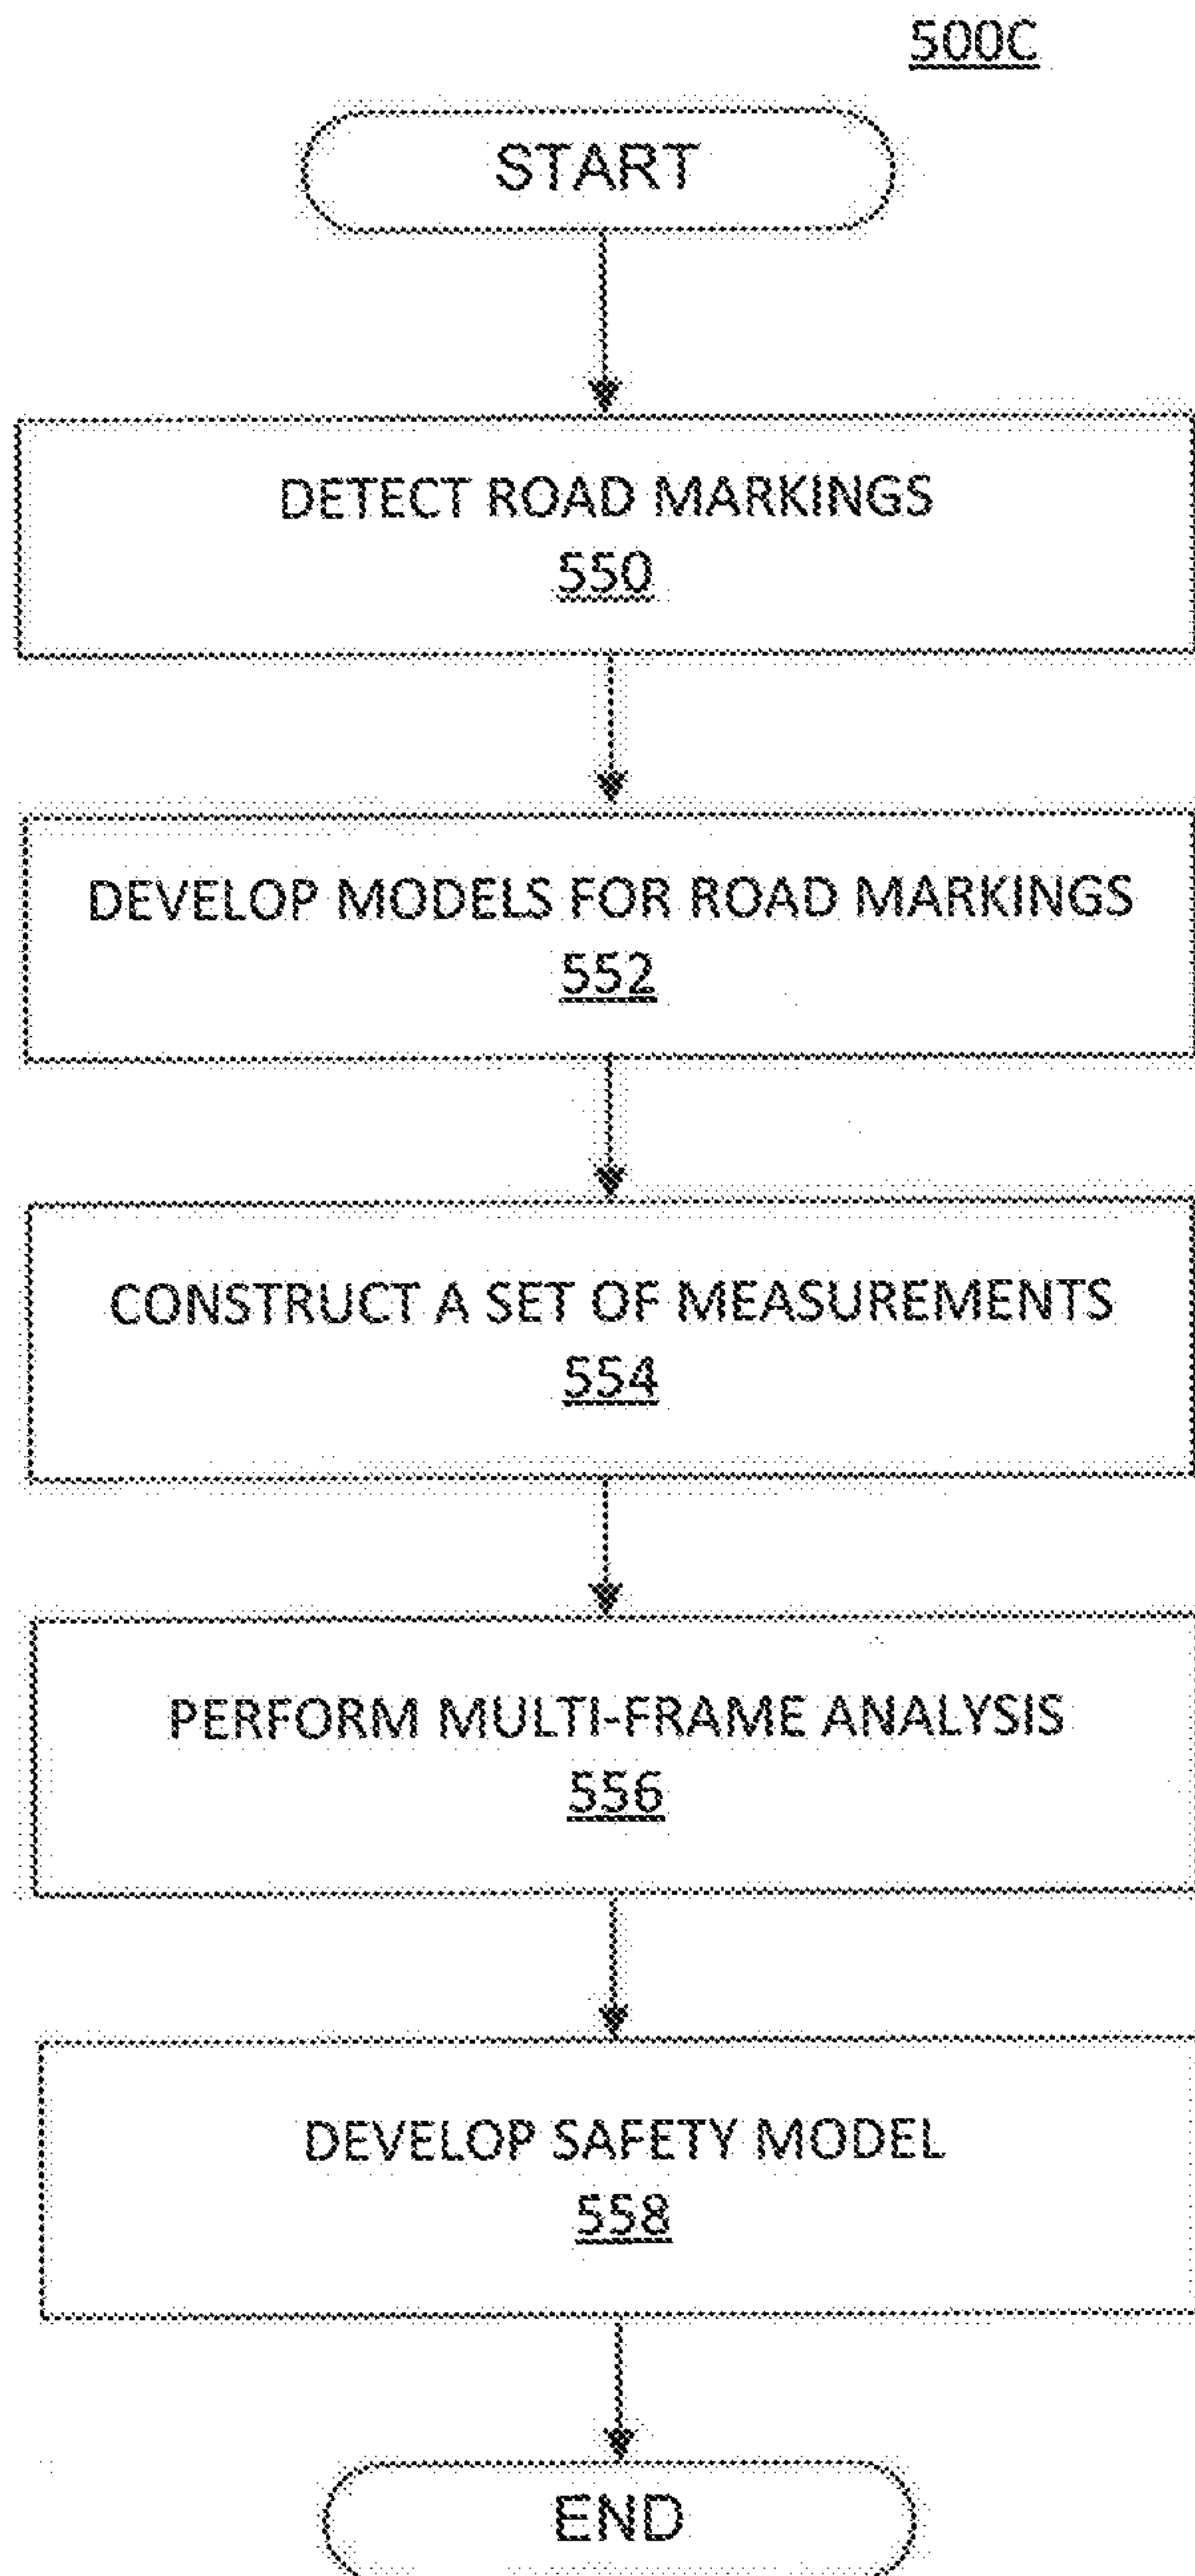 500C
START
DETECT ROAD MARKINGS
550
DEVELOP MODELS FOR ROAD MARKINGS
552
CONSTRUCT A SET OF MEASUREMENTS
554
PERFORM MULTI-FRAME ANALYSIS
556
DEVELOP SAFETY MODEL
558
END